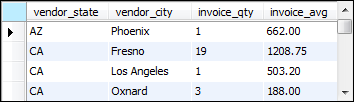 vendor_state vendor_city invoice_qty invoice_avg
AZ Phoenix 1 662.00
CA Fresno 19 1208.75
CA Los Angeles 1 503.20
CA Oxnard 3 188.00